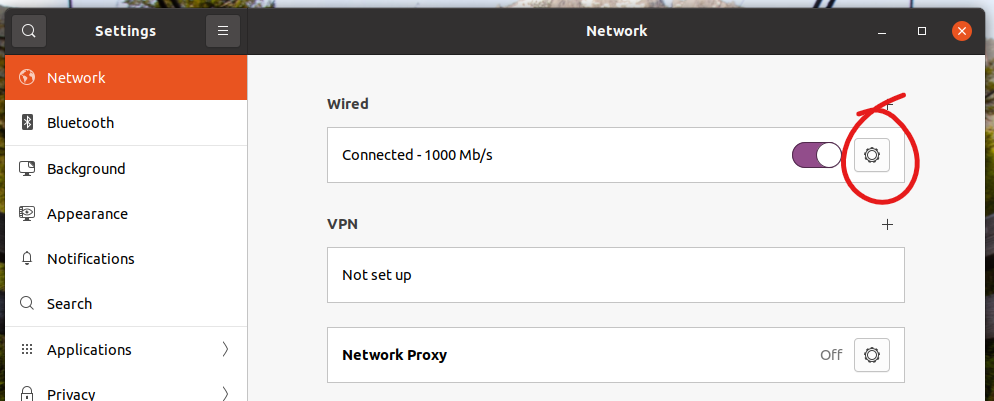 Settings
Network
Network
Bluetooth
Background
Appearance
Notifications
Search
Applications
Privacy
Wired
Connected - 1000 Mb/s
VPN
Not set up
Network Proxy Off